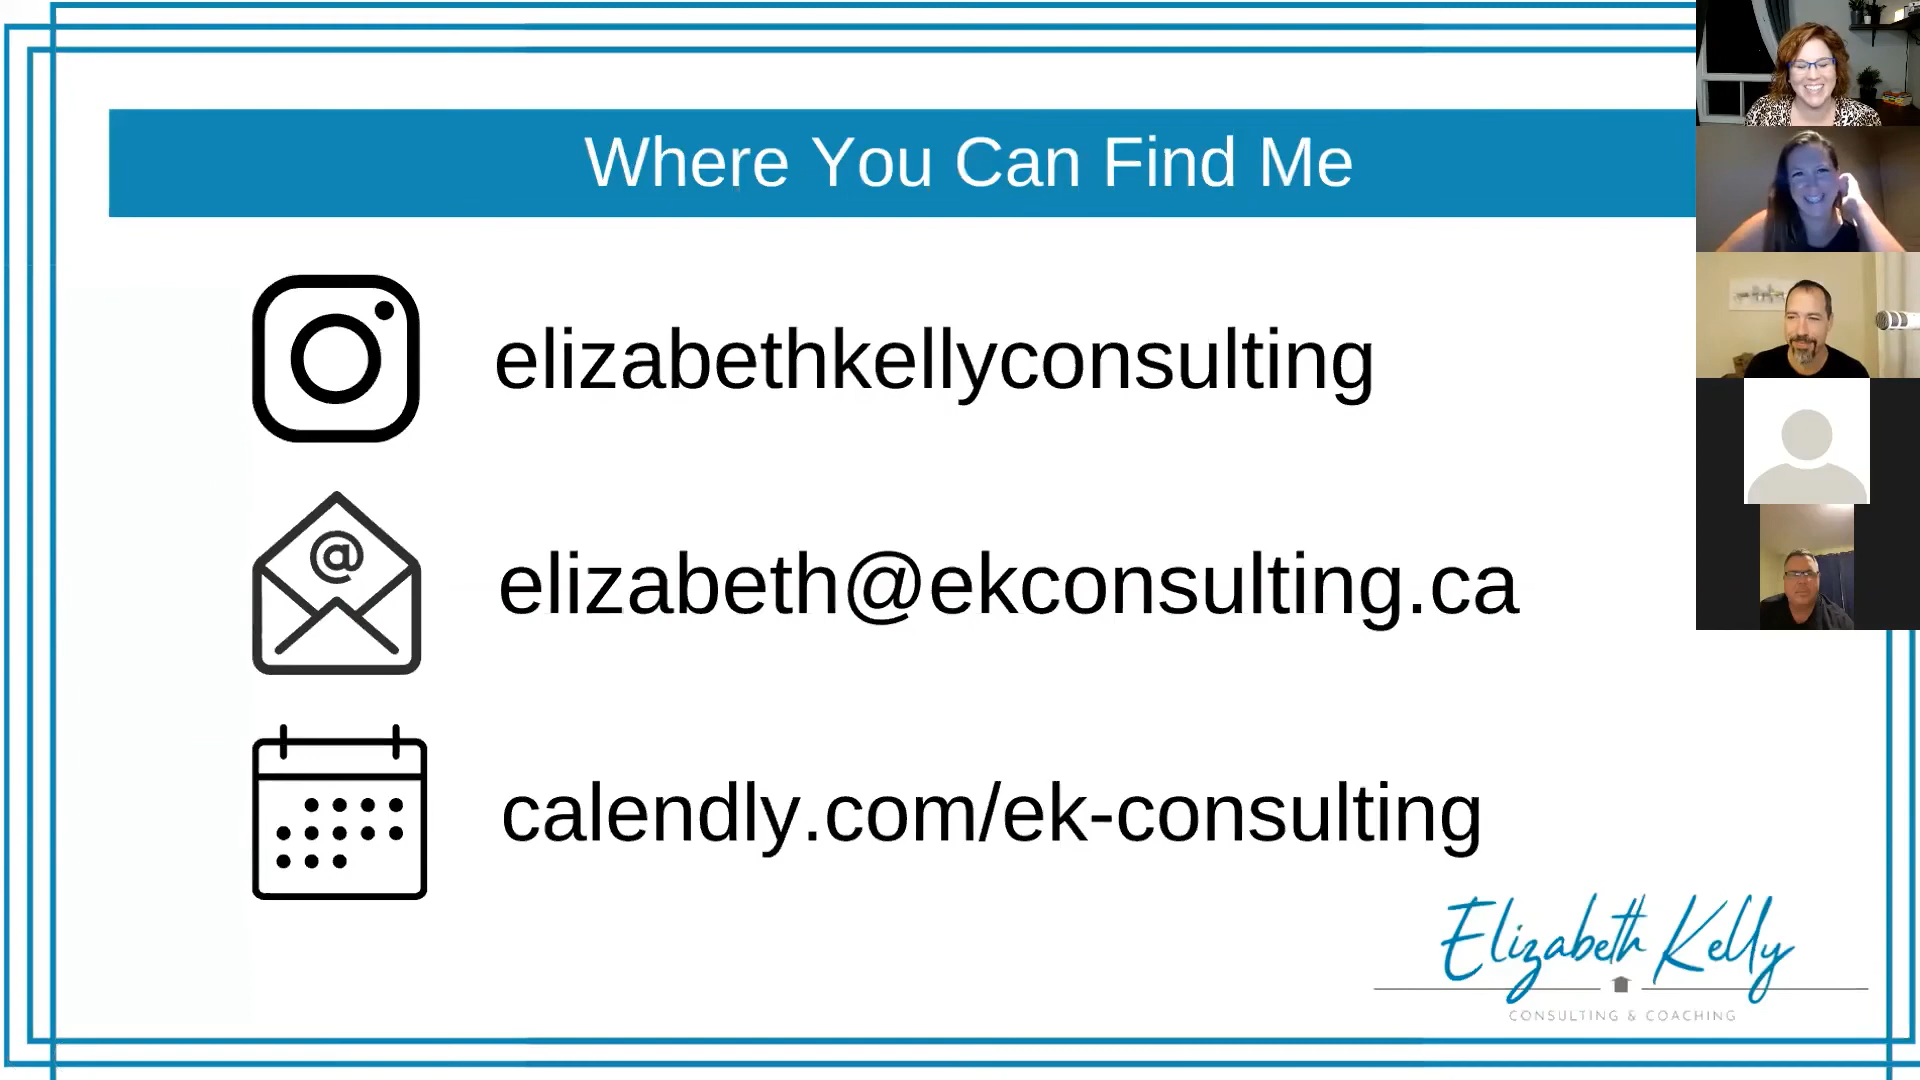 Where You Can Find Me
elizabethkellyconsulting
@
elizabeth@ekconsulting.ca
calendly.com/ek-consulting
Elizabeth Kelly
CONSULTING & COACHING